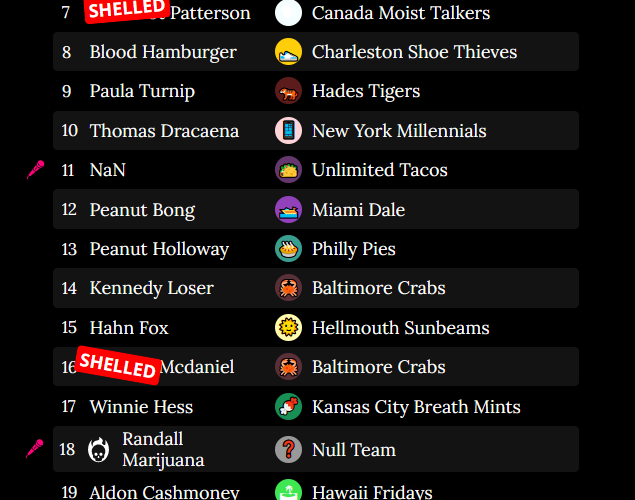 7 SHELLED Patterson Canada Moist Talkers
8 Blood Hamburger Charleston Shoe Thieves
9 Paula Turnip Hades Tigers
10 Thomas Dracaena New York Millennials
11 NaN Unlimited Tacos
12 Peanut Bong Miami Dale
13 Peanut Holloway Philly Pies
14 Kennedy Loser Baltimore Crabs
15 Hahn Fox Hellmouth Sunbeams
16 SHELLED Mcdaniel Baltimore Crabs
17 Winnie Hess Kansas City Breath Mints
18 Randall Marijuana Null Team
19 Aldon Cashmoney Hawaii Fridays